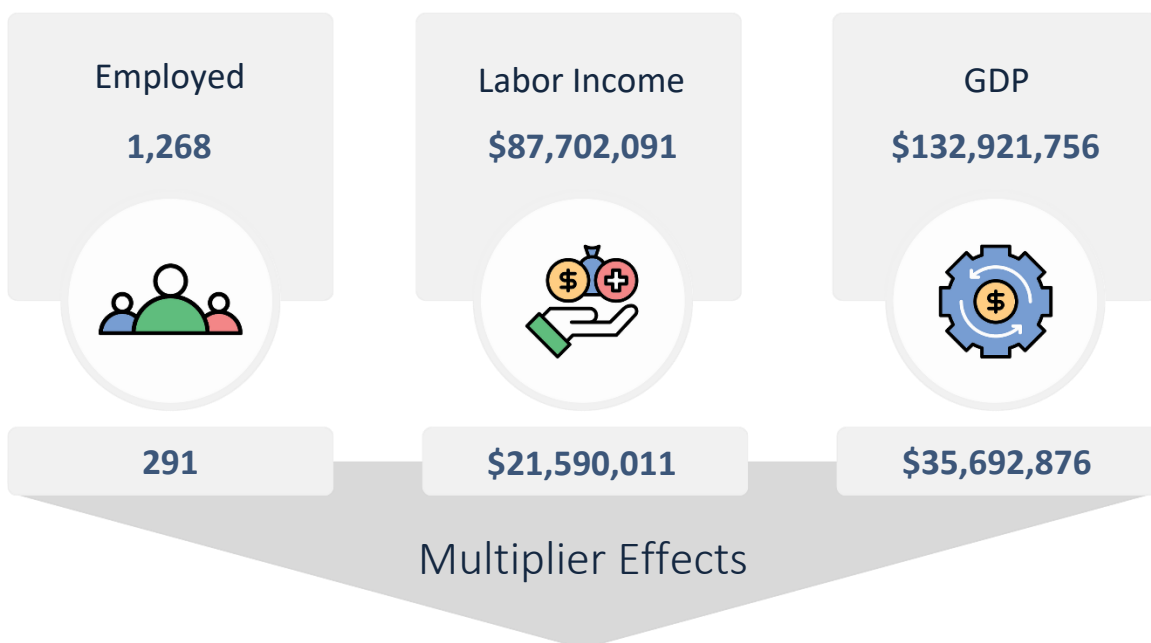 Employed
1,268
Labor Income
$87,702,091
GDP
$132,921,756
$
$
291
$21,590,011
$35,692,876
Multiplier Effects